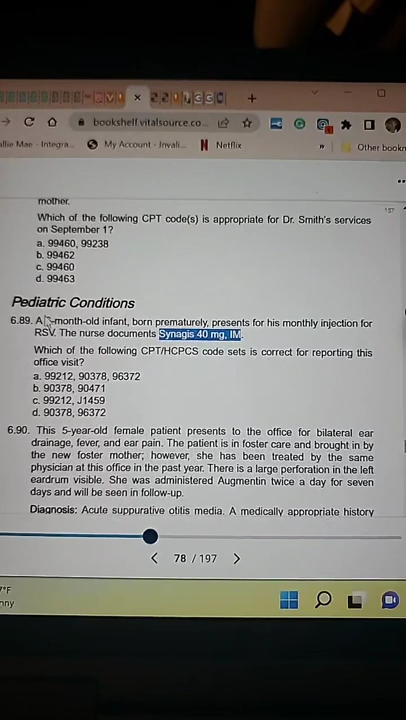 bookshelf.vitalsource.co...
allie Mae - Integra...
My Account - Invali...
Netflix
»
Other bookm
157
mother.
Which of the following CPT code(s) is appropriate for Dr. Smith's services
on September 1?
a. 99460, 99238
b. 99462
c. 99460
d. 99463
Pediatric Conditions
6.89. A -month-old infant, born prematurely, presents for his monthly injection for
RSV. The nurse documents Synagis 40 mg, IM.
Which of the following CPT/HCPCS code sets is correct for reporting this
office visit?
a. 99212, 90378, 96372
b. 90378, 90471
c. 99212, J1459
d. 90378, 96372
6.90. This 5-year-old female patient presents to the office for bilateral ear
drainage, fever, and ear pain. The patient is in foster care and brought in by
the new foster mother; however, she has been treated by the same
physician at this office in the past year. There is a large perforation in the left
eardrum visible. She was administered Augmentin twice a day for seven
days and will be seen in follow-up.
Diagnosis: Acute suppurative otitis media. A medically appropriate history
78 / 197
°F
nny